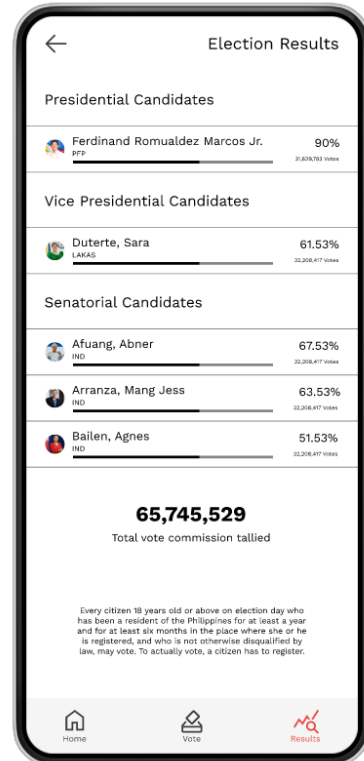 Election Results
Presidential Candidates
Ferdinand Romualdez Marcos Jr.
90%
PFP
31,639,783 Votes
Vice Presidential Candidates
Duterte, Sara
61.53%
LAKAS
32,208,417 Votes
Senatorial Candidates
Afuang, Abner
67.53%
IND
32,208,417 Votes
Arranza, Mang Jess
63.53%
IND
32,208,417 Votes
Bailen, Agnes
51.53%
IND
32,208,417 Votes
65,745,529
Total vote commission tallied
Every citizen 18 years old or above on election day who
has been a resident of the Philippines for at least a year
and for at least six months in the place where she or he
is registered, and who is not otherwise disqualified by
law, may vote. To actually vote, a citizen has to register.
Home
Vote
Results